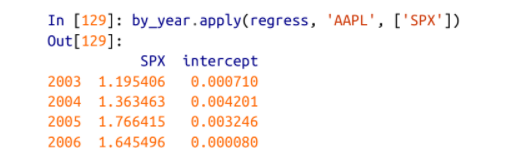 In [129]: by_year.apply(regress, 'AAPL', ['SPX'])
Out[129]:
SPX intercept
2003 1.195406 0.000710
2004 1.363463 0.004201
2005 1.766415 0.003246
2006 1.645496 0.000080